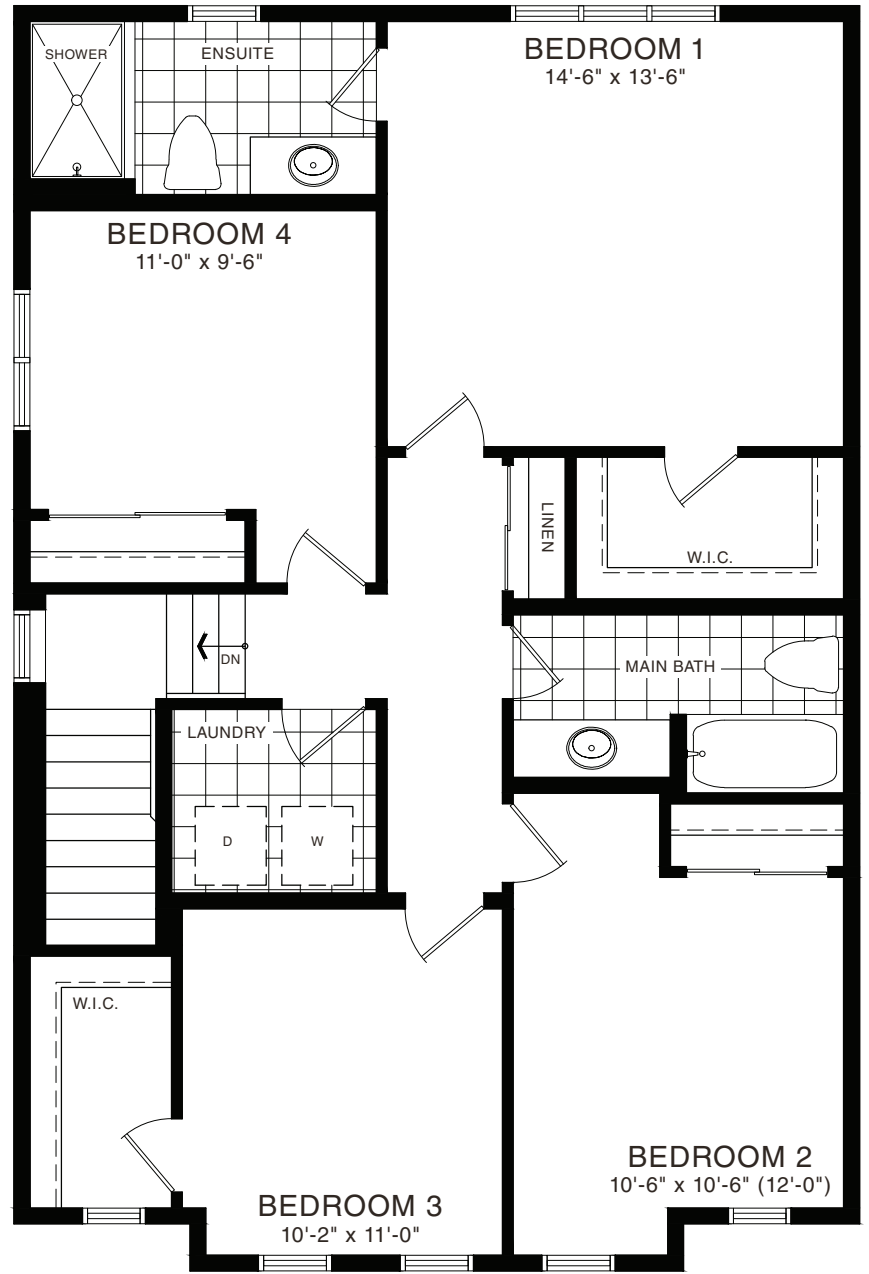 SHOWER
ENSUITE
BEDROOM 1
14'-6" x 13'-6"
BEDROOM 4
11'-0" x 9'-6"
LINEN
W.I.C.
DN
MAIN BATH
LAUNDRY
D
W
W.I.C.
BEDROOM 2
10'-6" x 10'-6" (12'-0")
BEDROOM 3
10'-2" x 11'-0"